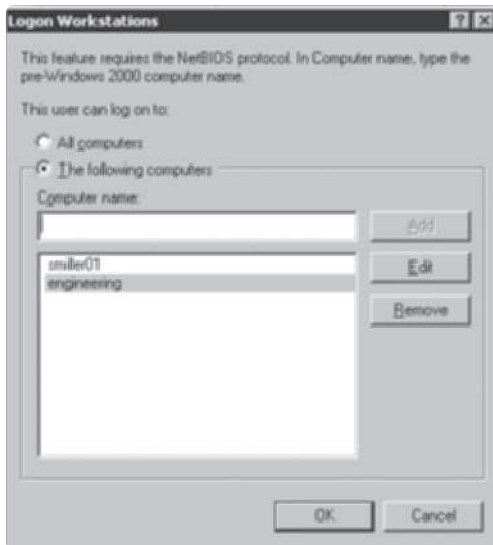 Logon Workstations
This feature requires the NetBIOS protocol. In Computer name, type the
pre-Windows 2000 computer name.
This user can log on to:
All computers
The following computers
Computer name:
Add
smiller01
engineering
Edit
Remove
OK
Cancel